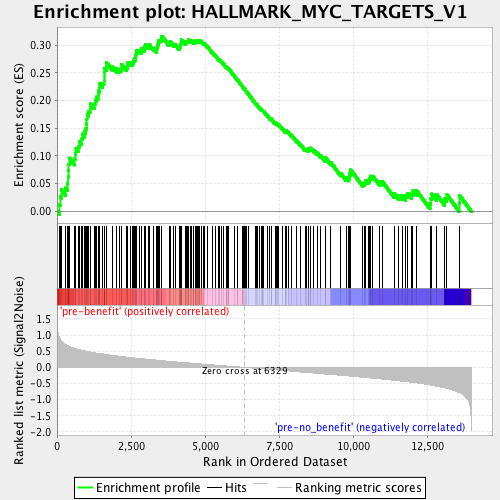 Enrichment plot: HALLMARK_MYC_TARGETS_V1
Enrichment score (ES)
0.30
0.25
0.20
0.15
0.10
0.05
0.00
Ranked list metric (Signal2Noise)
1.5
1.0
0.5
0.0
-0.5
-1.0
-1.5
-2.0
'pre-benefit' (positively correlated)
Zero cross at 6329
'pre-no_benefit' (negatively correlated)
0
2,500
5,000
7,500
10,000
12,500
Rank in Ordered Dataset
Enrichment profile
Hits
Ranking metric scores